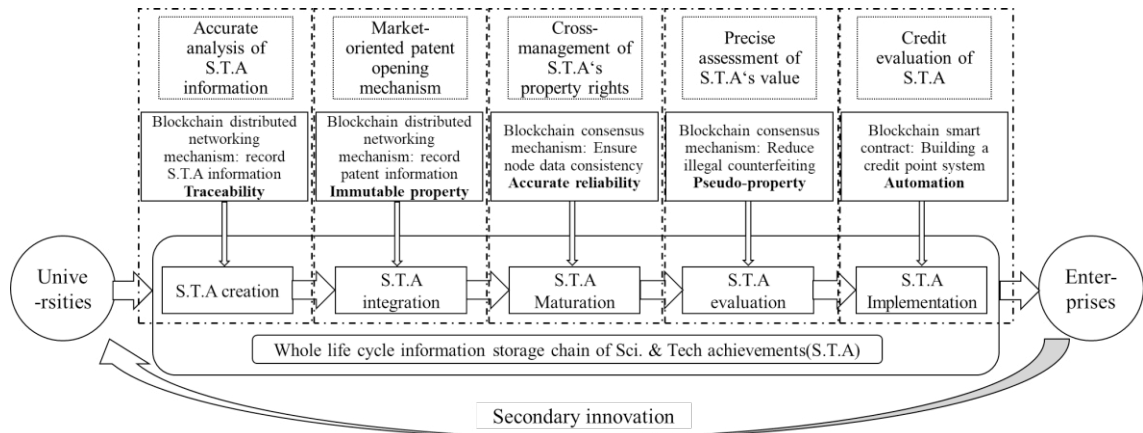 Accurate
analysis of
S.T.A
information
Market-
oriented patent
opening
mechanism
Cross-
management of
S.T.A‘s
property rights
Precise
assessment of
S.T.A‘s value
Credit
evaluation of
S.T.A
Blockchain distributed
networking
mechanism: record
S.T.A information
Traceability
Blockchain distributed
networking
mechanism: record
patent information
Immutable property
Blockchain consensus
mechanism: Ensure
node data consistency
Accurate reliability
Blockchain consensus
mechanism: Reduce
illegal counterfeiting
Pseudo-property
Blockchain smart
contract: Building a
credit point system
Automation
Unive
-rsities
S.T.A creation
S.T.A
integration
S.T.A
Maturation
S.T.A
evaluation
S.T.A
Implementation
Enter-
prises
Whole life cycle information storage chain of Sci. & Tech achievements(S.T.A)
Secondary innovation